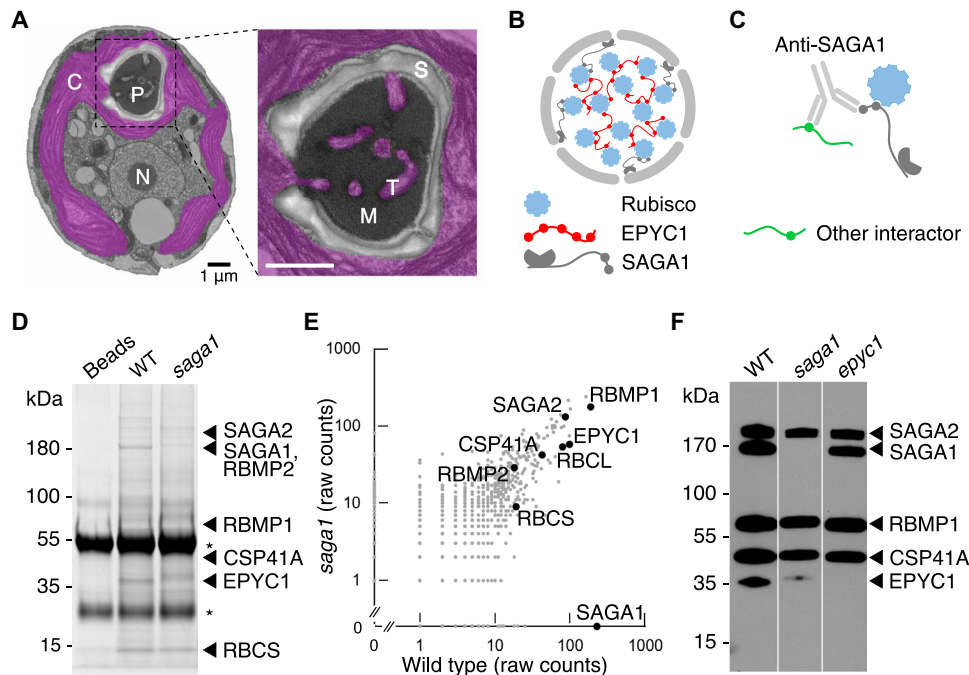 A
C
P
N
1 μm
S
T
M
B
Rubisco
EPYC1
SAGA1
C
Anti-SAGA1
Other interactor
D
Beads
WT
saga1
kDa
180
100
55
35
15
SAGA2
SAGA1,
RBMP2
RBMP1
*
CSP41A
EPYC1
*
RBCS
E
saga1 (raw counts)
1000
100
10
1
0
SAGA2
RBMP1
CSP41A
EPYC1
RBCL
RBMP2
RBCS
SAGA1
0
1
10
100
1000
Wild type (raw counts)
F
WT
saga1
epyc1
kDa
170
100
55
35
15
SAGA2
SAGA1
RBMP1
CSP41A
EPYC1